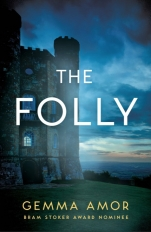 THE
FOLLY
GEMMA AMOR
BRAM STOKER AWARD NOMINEE